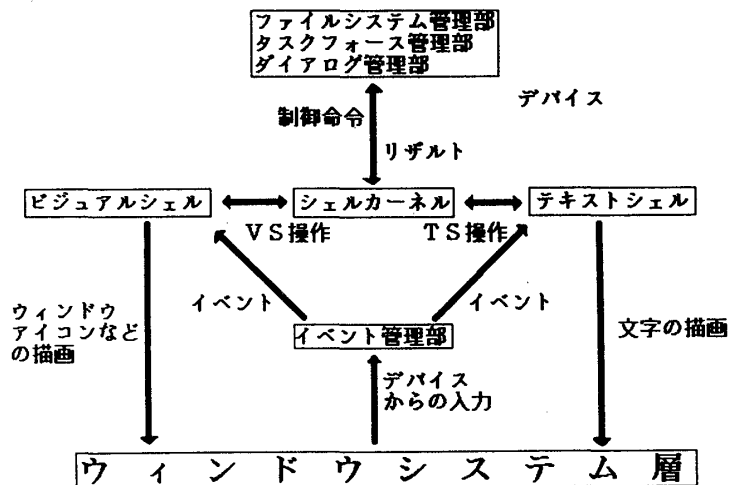 ファイルシステム管理部
タスクフォース管理部
ダイアログ管理部
デバイス
制御命令
リザルト
ビジュアルシェル
シェルカーネル
テキストシェル
VS操作
TS操作
イベント
イベント
ウィンドウ
アイコンなど
の描画
イベント管理部
文字の描画
デバイス
からの入力
ウィンドウシステム層